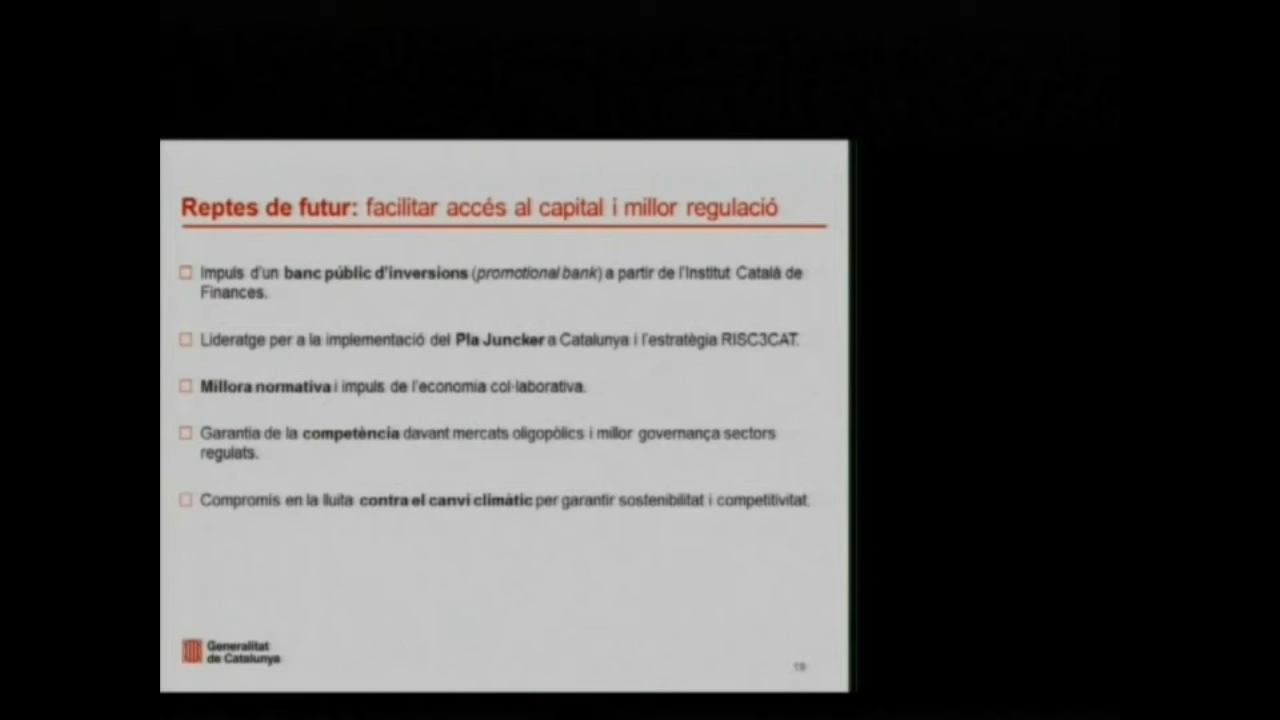 Reptes de futur: facilitar accés al capital i millor regulació
Impuls d'un banc públic d'inversions (promotional bank) a partir de l'Institut Català de
Finances.
Lideratge per a la implementació del Pla Juncker a Catalunya i l'estratègia RISC3CAT.
Millora normativa i impuls de l'economia col·laborativa.
Garantia de la competència davant mercats oligopòlics i millor governança sectors
regulats.
Compromís en la lluita contra el canvi climàtic per garantir sostenibilitat i competitivitat.
Generalitat
de Catalunya
19